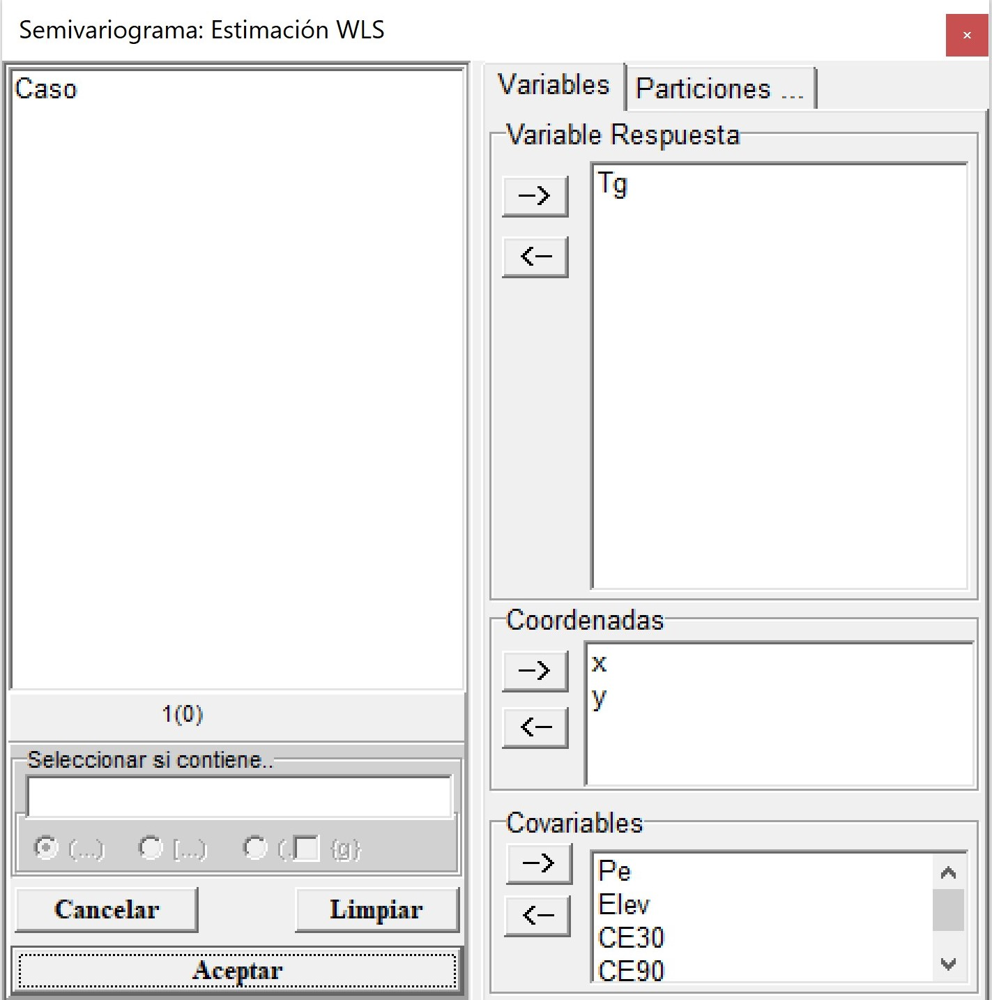 Semivariograma: Estimación WLS
×
Caso
1(0)
Seleccionar si contiene..
(...) [...) (. {g}
Cancelar Limpiar
Aceptar
Variables Particiones ...
Variable Respuesta
-->
Tg
<--
Coordenadas
-->
x
y
<--
Covariables
-->
Pe
Elev
<--
CE30
CE90